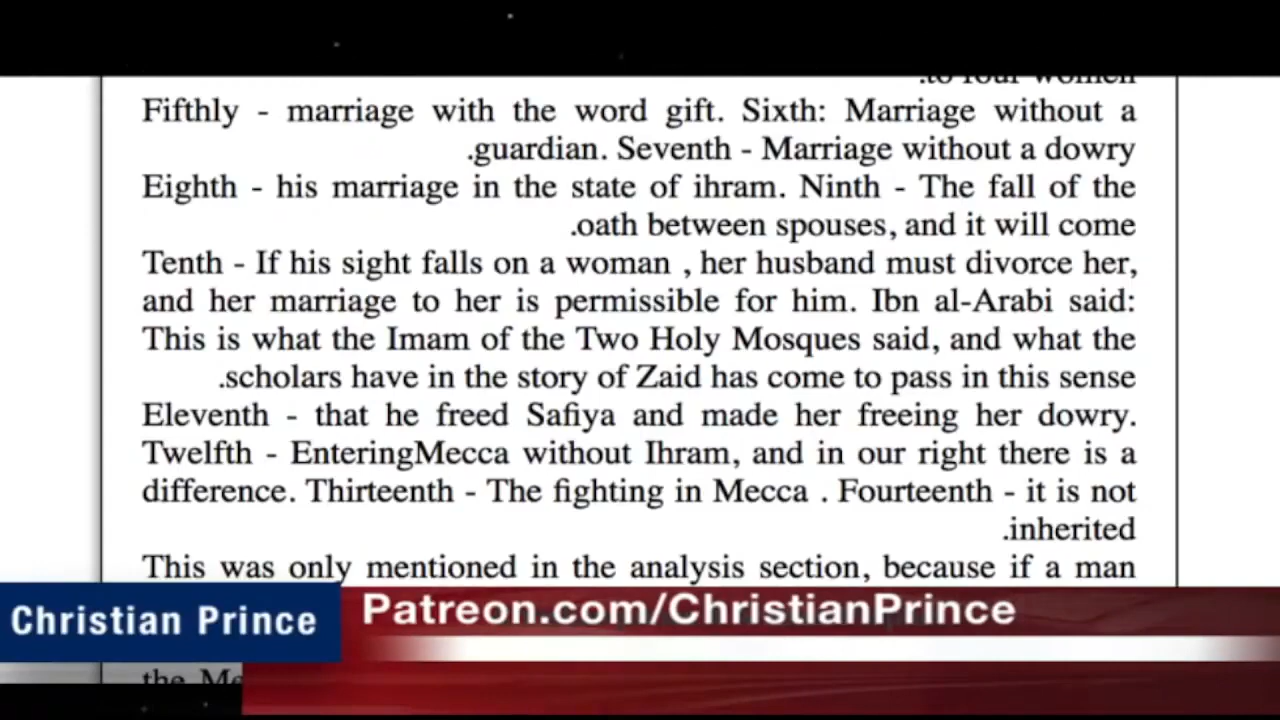 .to four women
Fifthly - marriage with the word gift. Sixth: Marriage without a
.guardian. Seventh - Marriage without a dowry
Eighth - his marriage in the state of ihram. Ninth - The fall of the
.oath between spouses, and it will come
Tenth - If his sight falls on a woman , her husband must divorce her,
and her marriage to her is permissible for him. Ibn al-Arabi said:
This is what the Imam of the Two Holy Mosques said, and what the
.scholars have in the story of Zaid has come to pass in this sense
Eleventh - that he freed Safiya and made her freeing her dowry.
Twelfth - EnteringMecca without Ihram, and in our right there is a
difference. Thirteenth - The fighting in Mecca . Fourteenth - it is not
.inherited
This was only mentioned in the analysis section, because if a man
Christian Prince
Patreon.com/ChristianPrince
the